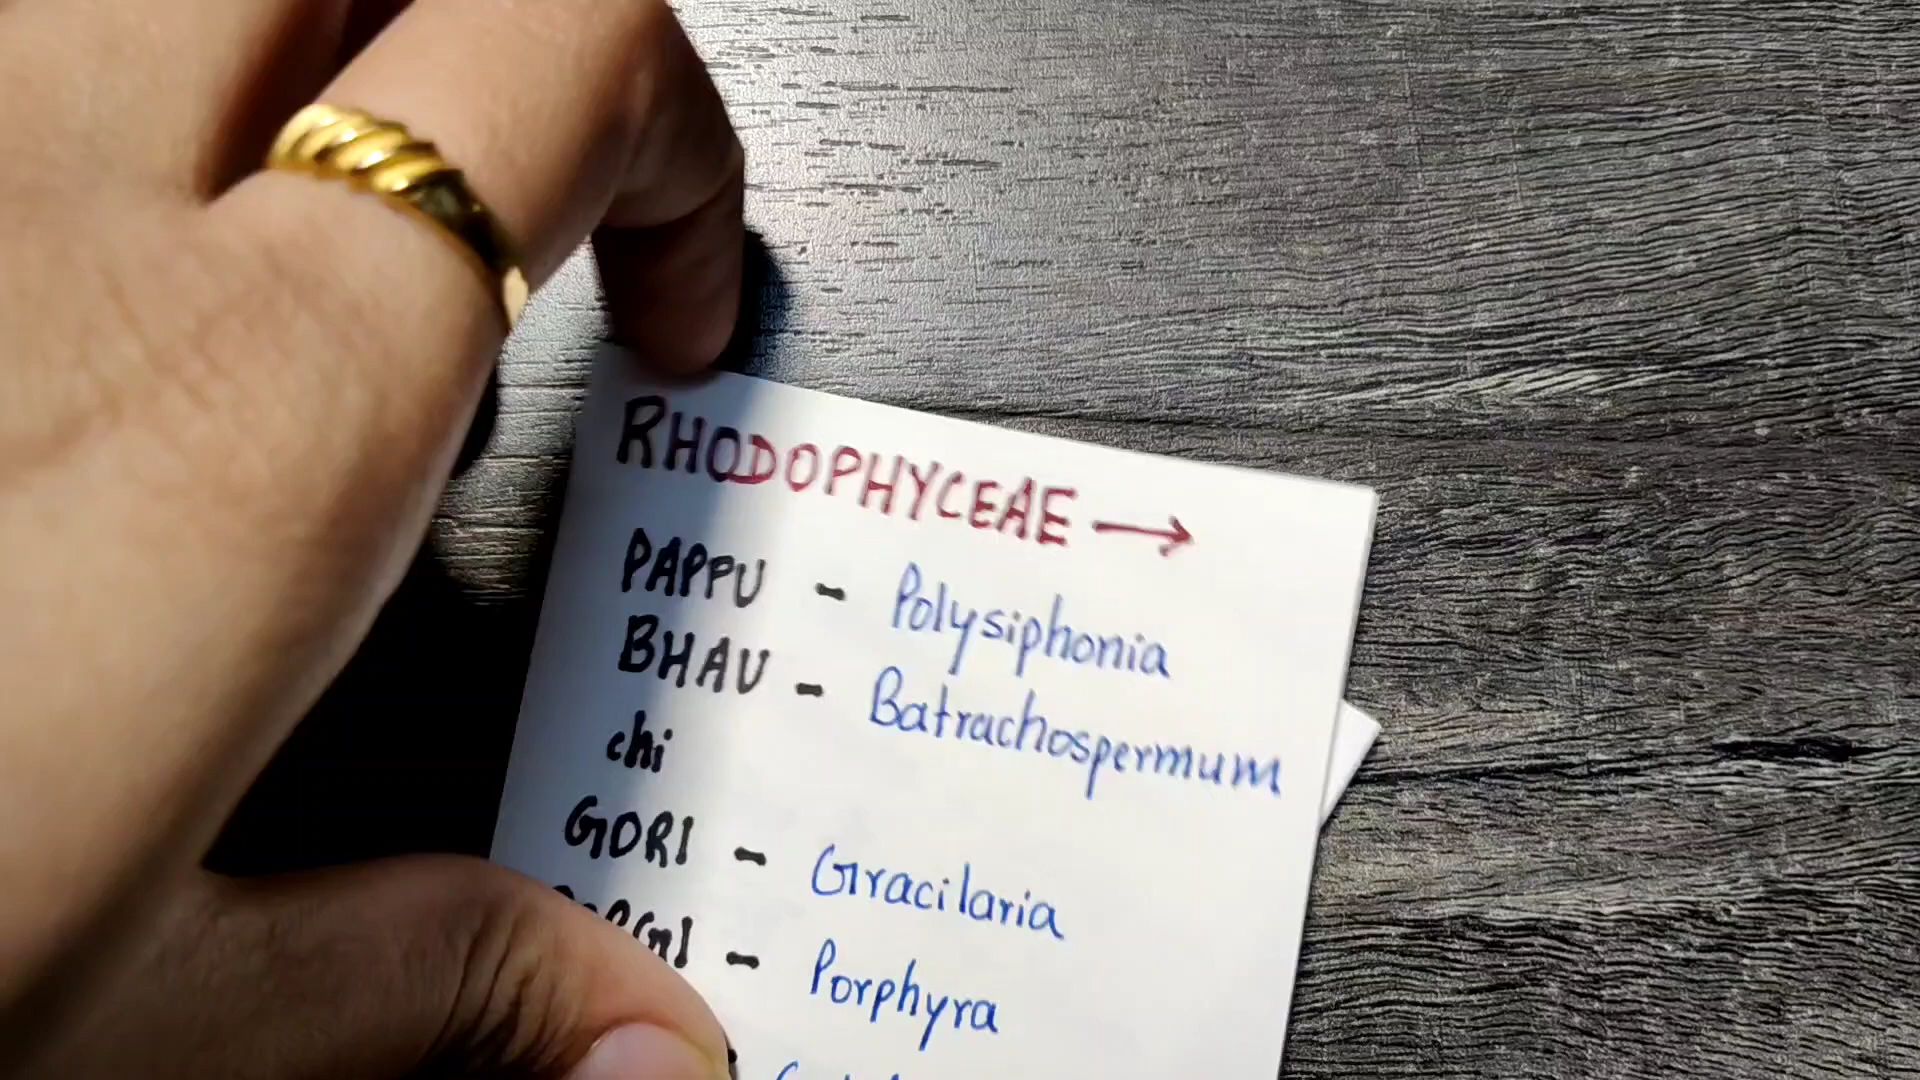 RHODOPHYCEAE →
PAPPU - Polysiphonia
BHAU - Batrachospermum
chi
GORI - Gracilaria
- Porphyra